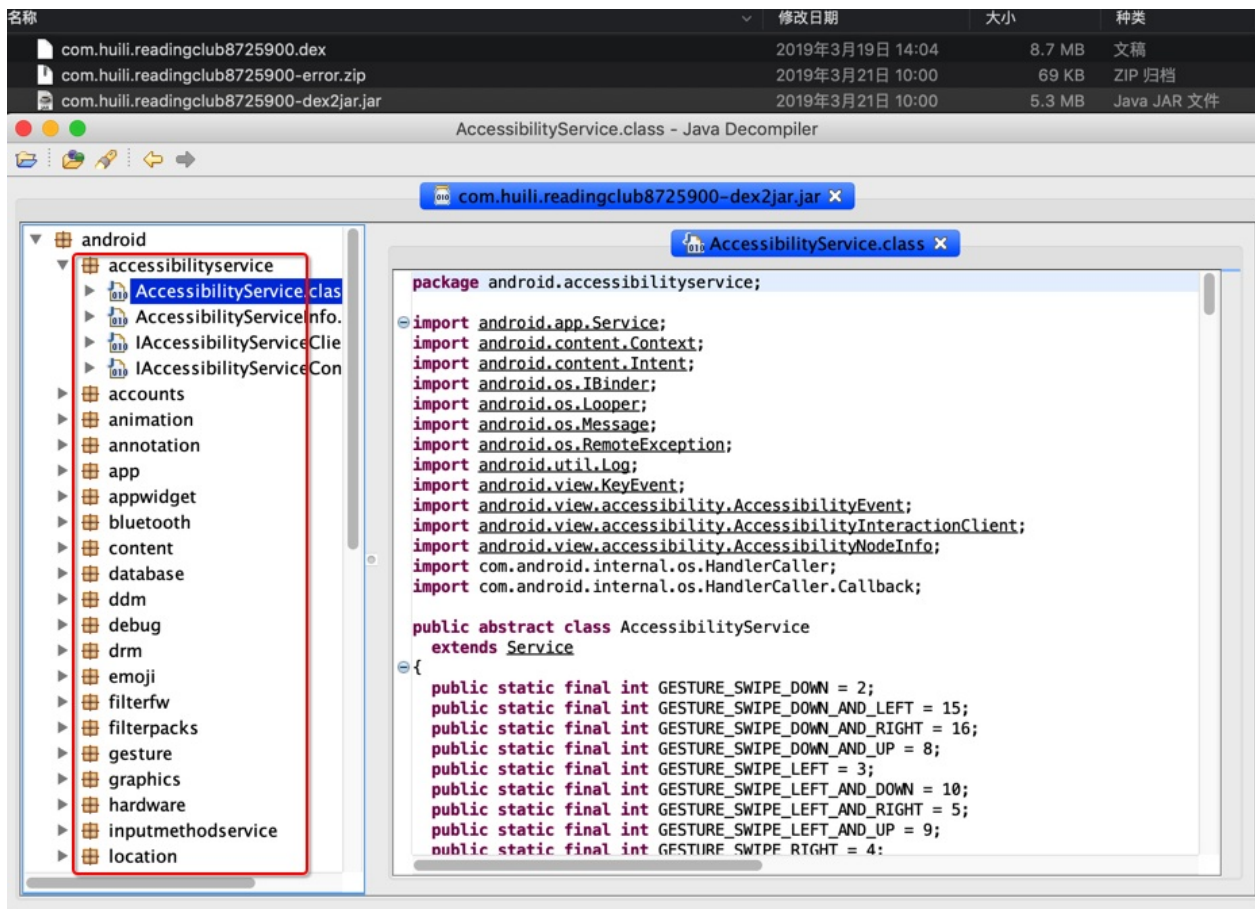 名称 修改日期 大小 种类
com.huili.readingclub8725900.dex 2019年3月19日 14:04 8.7 MB 文稿
com.huili.readingclub8725900-error.zip 2019年3月21日 10:00 69 KB ZIP 归档
com.huili.readingclub8725900-dex2jar.jar 2019年3月21日 10:00 5.3 MB Java JAR 文件
AccessibilityService.class - Java Decompiler
com.huili.readingclub8725900-dex2jar.jar
android
accessibilityservice
AccessibilityService.clas
AccessibilityServiceInfo.
IAccessibilityServiceClie
IAccessibilityServiceCon
accounts
animation
annotation
app
appwidget
bluetooth
content
database
ddm
debug
drm
emoji
filterfw
filterpacks
gesture
graphics
hardware
inputmethodservice
location
AccessibilityService.class
package android.accessibilityservice;
import android.app.Service;
import android.content.Context;
import android.content.Intent;
import android.os.IBinder;
import android.os.Looper;
import android.os.Message;
import android.os.RemoteException;
import android.util.Log;
import android.view.KeyEvent;
import android.view.accessibility.AccessibilityEvent;
import android.view.accessibility.AccessibilityInteractionClient;
import android.view.accessibility.AccessibilityNodeInfo;
import com.android.internal.os.HandlerCaller;
import com.android.internal.os.HandlerCaller.Callback;
public abstract class AccessibilityService
extends Service
{
public static final int GESTURE_SWIPE_DOWN = 2;
public static final int GESTURE_SWIPE_DOWN_AND_LEFT = 15;
public static final int GESTURE_SWIPE_DOWN_AND_RIGHT = 16;
public static final int GESTURE_SWIPE_DOWN_AND_UP = 8;
public static final int GESTURE_SWIPE_LEFT = 3;
public static final int GESTURE_SWIPE_LEFT_AND_DOWN = 10;
public static final int GESTURE_SWIPE_LEFT_AND_RIGHT = 5;
public static final int GESTURE_SWIPE_LEFT_AND_UP = 9;
public static final int GESTURE_SWIPE_RIGHT = 4;